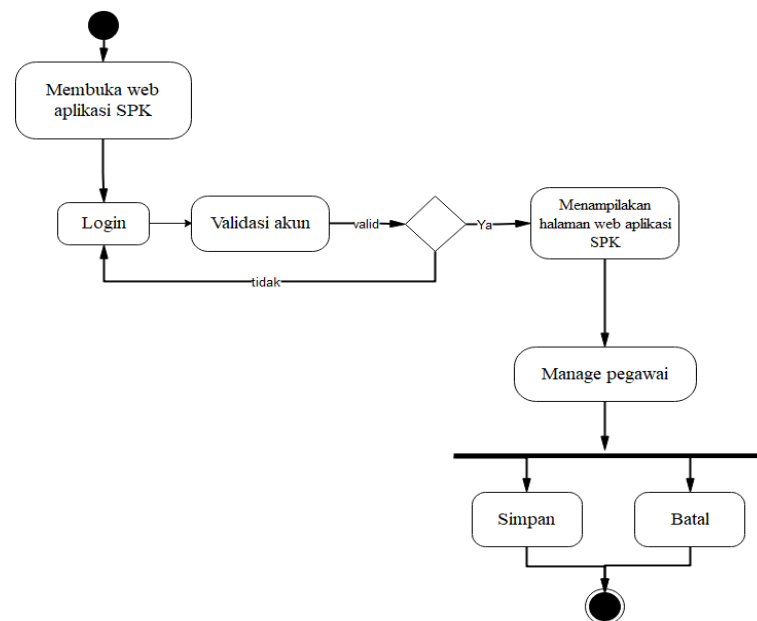 Membuka web
aplikasi SPK
Login
Validasi akun
valid
Ya
Menampilakan
halaman web aplikasi
SPK
tidak
Manage pegawai
Simpan
Batal